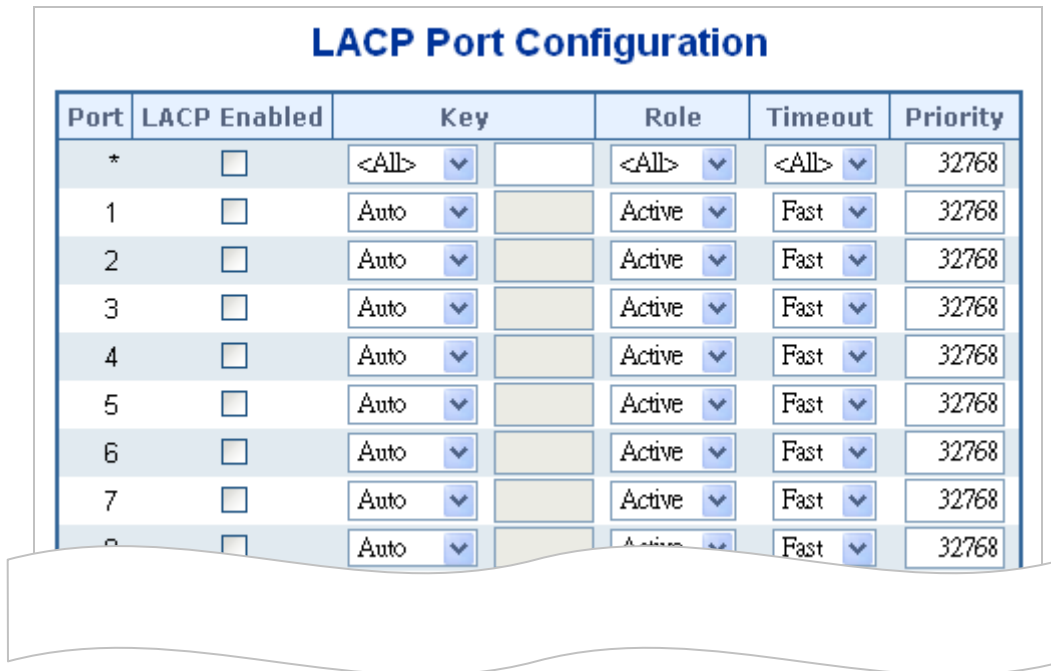 LACP Port Configuration
Port LACP Enabled Key Role Timeout Priority
* <All> <All> <All> 32768
1 Auto Active Fast 32768
2 Auto Active Fast 32768
3 Auto Active Fast 32768
4 Auto Active Fast 32768
5 Auto Active Fast 32768
6 Auto Active Fast 32768
7 Auto Active Fast 32768
Auto Fast 32768